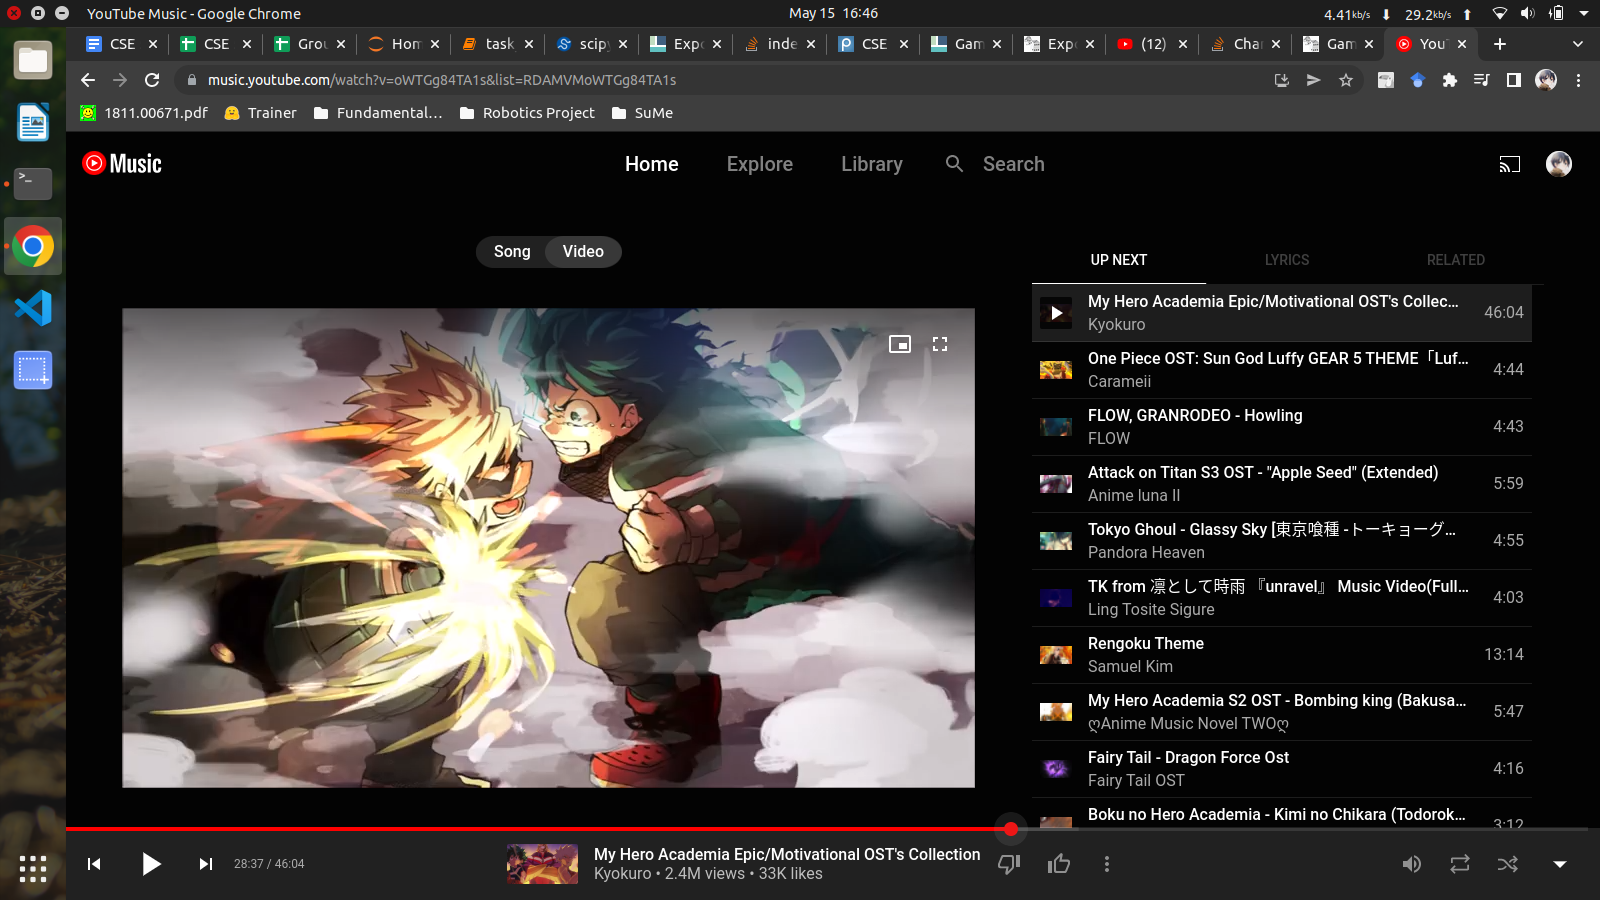 YouTube Music - Google Chrome
May 15 16:46
4.41kb/s
29.2kb/s
CSE
CSE
Grou
Hom
task
scipy
Expo
inde
CSE
Gam
Expo
(12)
Char
Gam
YouT
music.youtube.com/watch?v=oWTGg84TA1s&list=RDAMVMoWTGg84TA1s
1811.00671.pdf
Trainer
Fundamental...
Robotics Project
SuMe
Music
Home
Explore
Library
Search
Song
Video
UP NEXT
LYRICS
RELATED
My Hero Academia Epic/Motivational OST's Collec...
Kyokuro
46:04
One Piece OST: Sun God Luffy GEAR 5 THEME「Luf...
Carameii
4:44
FLOW, GRANRODEO - Howling
FLOW
4:43
Attack on Titan S3 OST - "Apple Seed" (Extended)
Anime luna II
5:59
Tokyo Ghoul - Glassy Sky [東京喰種 -トーキョーグ...
Pandora Heaven
4:55
TK from 凛として時雨 『unravel』 Music Video(Full...
Ling Tosite Sigure
4:03
Rengoku Theme
Samuel Kim
13:14
My Hero Academia S2 OST - Bombing king (Bakusa...
ღAnime Music Novel TWOღ
5:47
Fairy Tail - Dragon Force Ost
Fairy Tail OST
4:16
Boku no Hero Academia - Kimi no Chikara (Todorok...
3:12
28:37 / 46:04
My Hero Academia Epic/Motivational OST's Collection
Kyokuro • 2.4M views • 33K likes